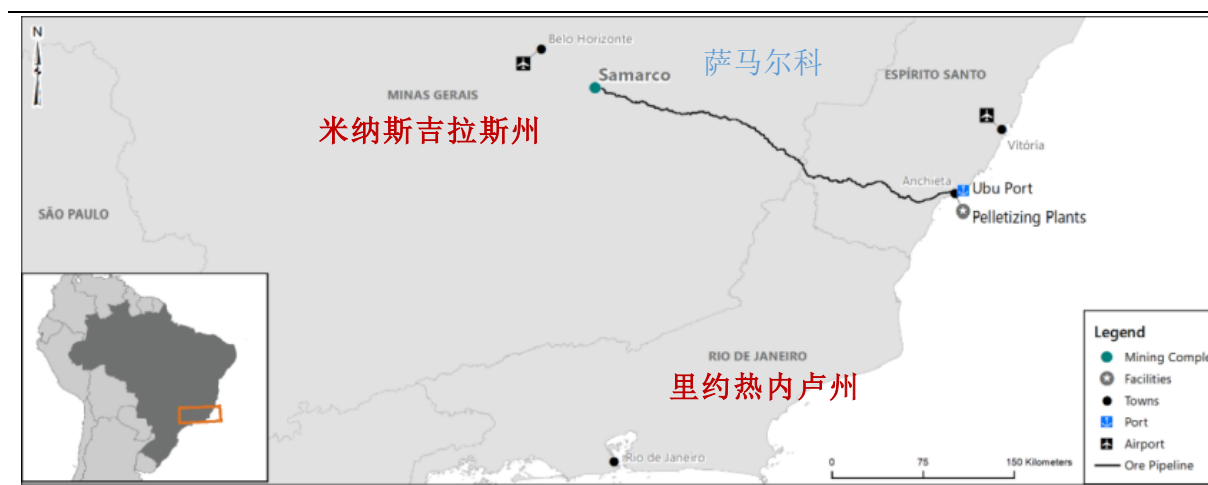 N
Belo Horizonte
萨马尔科
Samarco
ESPÍRITO SANTO
MINAS GERAIS
米纳斯吉拉斯州
Vitória
Anchieta
Ubu Port
Pelletizing Plants
SÃO PAULO
Legend
Mining Comple
Facilities
Towns
Port
Airport
Ore Pipeline
RIO DE JANEIRO
里约热内卢州
Rio de Janeiro
0 75 150 Kilometers